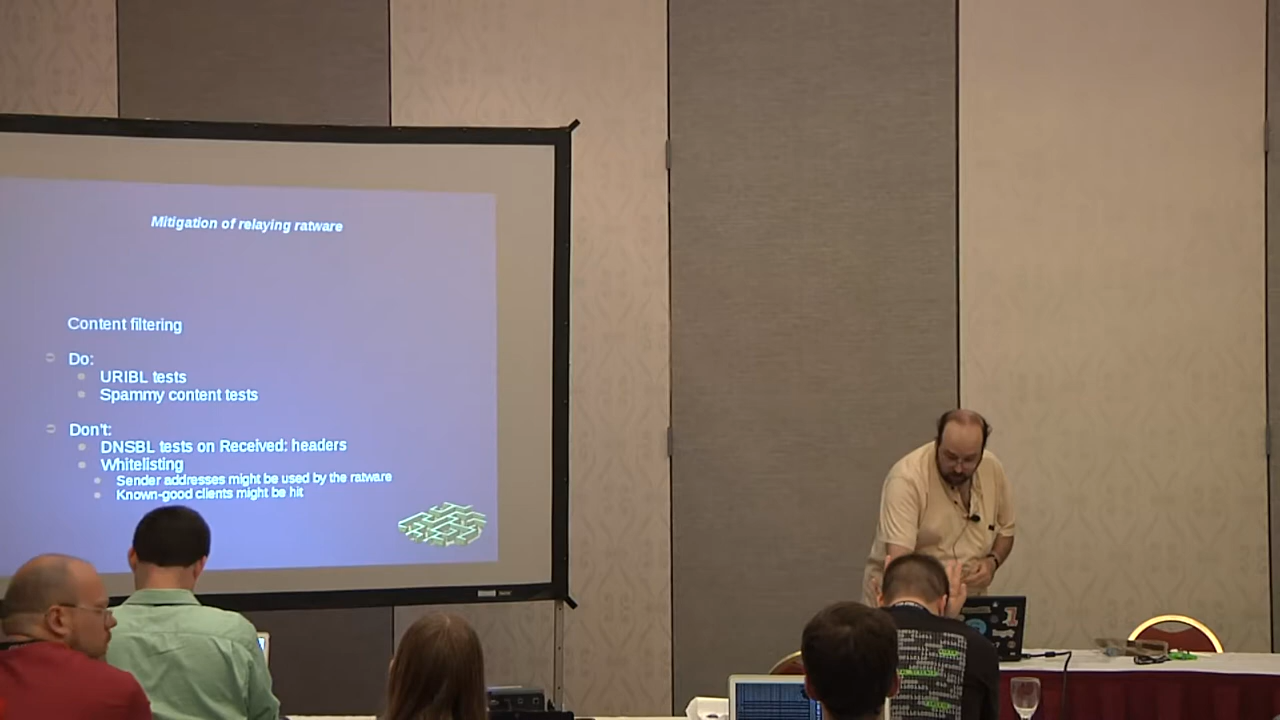 Mitigation of relaying ratware
Content filtering
Do:
URIBL tests
Spammy content tests
Don't:
DNSBL tests on Received: headers
Whitelisting
Sender addresses might be used by the ratware
Known-good clients might be hit